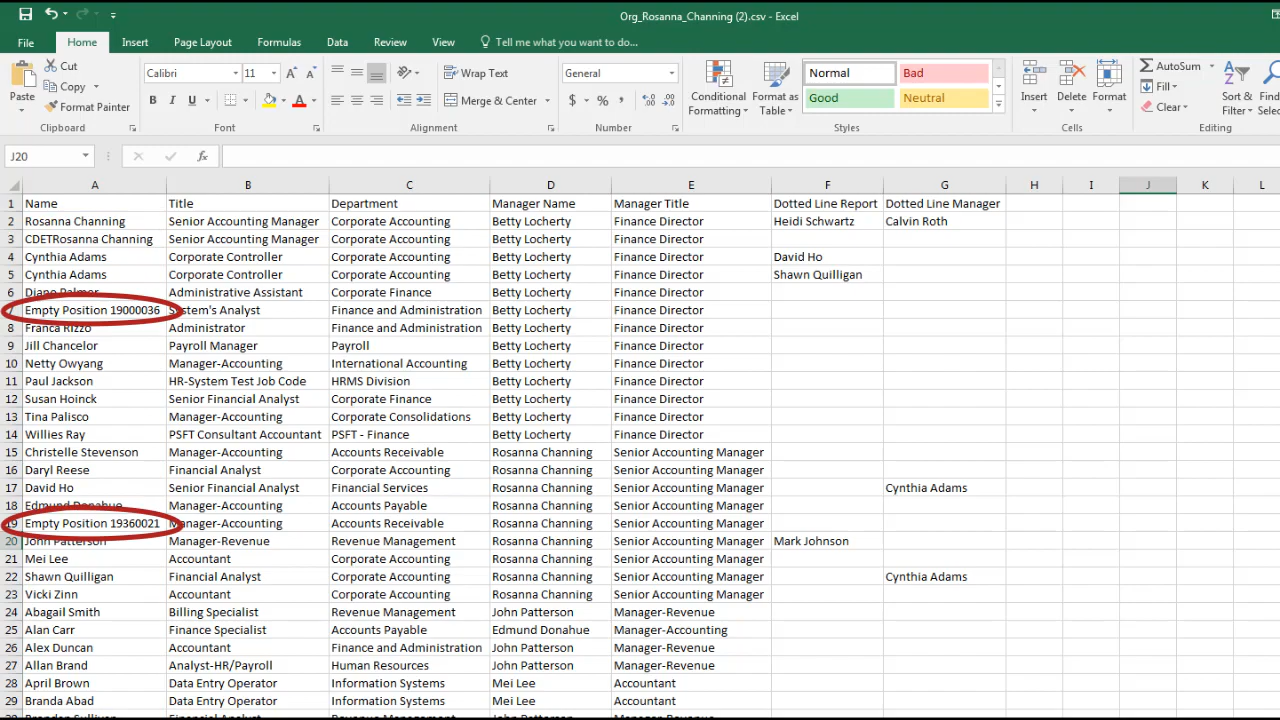 Org_Rosanna_Channing (2).csv - Excel
File Home Insert Page Layout Formulas Data Review View Tell me what you want to do...
Paste Cut Copy Format Painter Clipboard
Calibri 11 A A B I U A Font
Wrap Text Merge & Center Alignment
General $ % , Number
Conditional Formatting Format as Table Normal Bad Good Neutral Styles
Insert Delete Format Cells
AutoSum Fill Clear Sort & Filter Editing
J20 fx
A B C D E F G H I J K L
1 Name Title Department Manager Name Manager Title Dotted Line Report Dotted Line Manager
2 Rosanna Channing Senior Accounting Manager Corporate Accounting Betty Locherty Finance Director Heidi Schwartz Calvin Roth
3 CDETRosanna Channing Senior Accounting Manager Corporate Accounting Betty Locherty Finance Director
4 Cynthia Adams Corporate Controller Corporate Accounting Betty Locherty Finance Director David Ho
5 Cynthia Adams Corporate Controller Corporate Accounting Betty Locherty Finance Director Shawn Quilligan
6 Diane Palmer Administrative Assistant Corporate Finance Betty Locherty Finance Director
7 Empty Position 19000036 System's Analyst Finance and Administration Betty Locherty Finance Director
8 Franca Rizzo Administrator Finance and Administration Betty Locherty Finance Director
9 Jill Chancelor Payroll Manager Payroll Betty Locherty Finance Director
10 Netty Owyang Manager-Accounting International Accounting Betty Locherty Finance Director
11 Paul Jackson HR-System Test Job Code HRMS Division Betty Locherty Finance Director
12 Susan Hoinck Senior Financial Analyst Corporate Finance Betty Locherty Finance Director
13 Tina Palisco Manager-Accounting Corporate Consolidations Betty Locherty Finance Director
14 Willies Ray PSFT Consultant Accountant PSFT - Finance Betty Locherty Finance Director
15 Christelle Stevenson Manager-Accounting Accounts Receivable Rosanna Channing Senior Accounting Manager
16 Daryl Reese Financial Analyst Corporate Accounting Rosanna Channing Senior Accounting Manager
17 David Ho Senior Financial Analyst Financial Services Rosanna Channing Senior Accounting Manager Cynthia Adams
18 Edmund Donahue Manager-Accounting Accounts Payable Rosanna Channing Senior Accounting Manager
19 Empty Position 19360021 Manager-Accounting Accounts Receivable Rosanna Channing Senior Accounting Manager
20 John Patterson Manager-Revenue Revenue Management Rosanna Channing Senior Accounting Manager Mark Johnson
21 Mei Lee Accountant Corporate Accounting Rosanna Channing Senior Accounting Manager
22 Shawn Quilligan Financial Analyst Corporate Accounting Rosanna Channing Senior Accounting Manager Cynthia Adams
23 Vicki Zinn Accountant Corporate Accounting Rosanna Channing Senior Accounting Manager
24 Abagail Smith Billing Specialist Revenue Management John Patterson Manager-Revenue
25 Alan Carr Finance Specialist Accounts Payable Edmund Donahue Manager-Accounting
26 Alex Duncan Accountant Finance and Administration John Patterson Manager-Revenue
27 Allan Brand Analyst-HR/Payroll Human Resources John Patterson Manager-Revenue
28 April Brown Data Entry Operator Information Systems Mei Lee Accountant
29 Branda Abad Data Entry Operator Information Systems Mei Lee Accountant